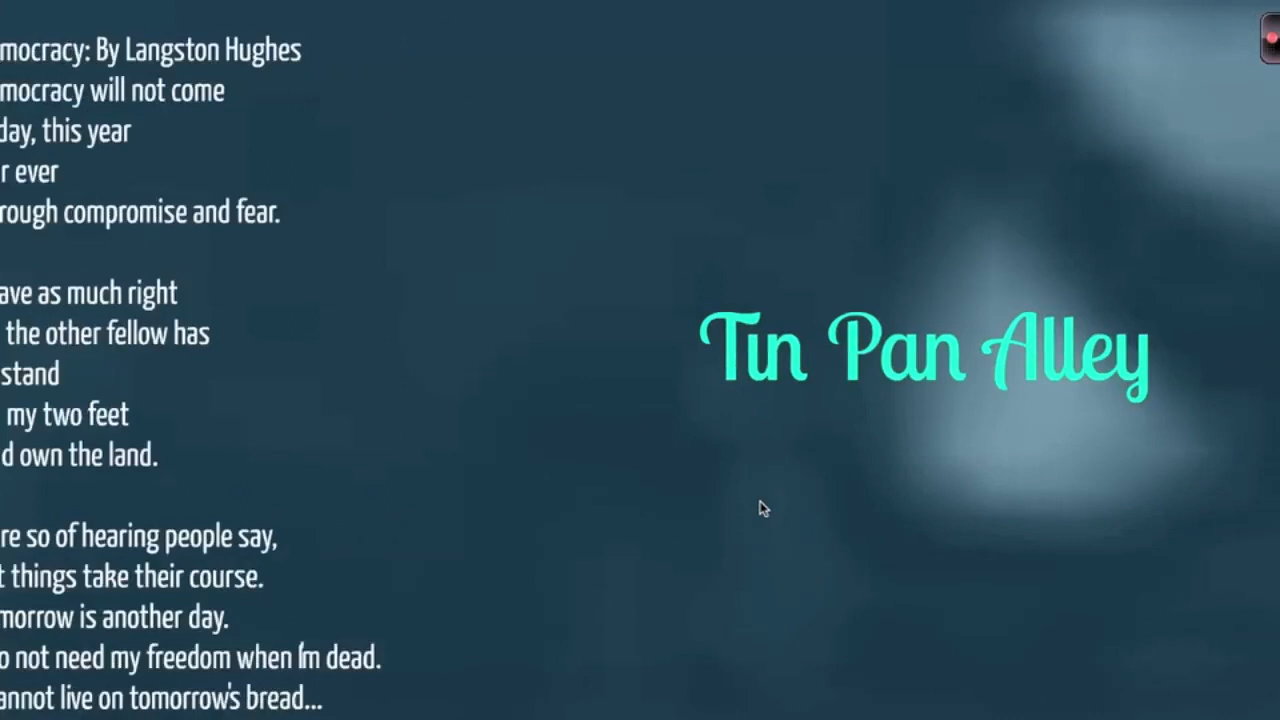 mocracy: By Langston Hughes
mocracy will not come
day, this year
r ever
rough compromise and fear.
ave as much right
the other fellow has
stand
my two feet
d own the land.
re so of hearing people say,
t things take their course.
morrow is another day.
o not need my freedom when I'm dead.
annot live on tomorrow's bread...
Tin Pan Alley